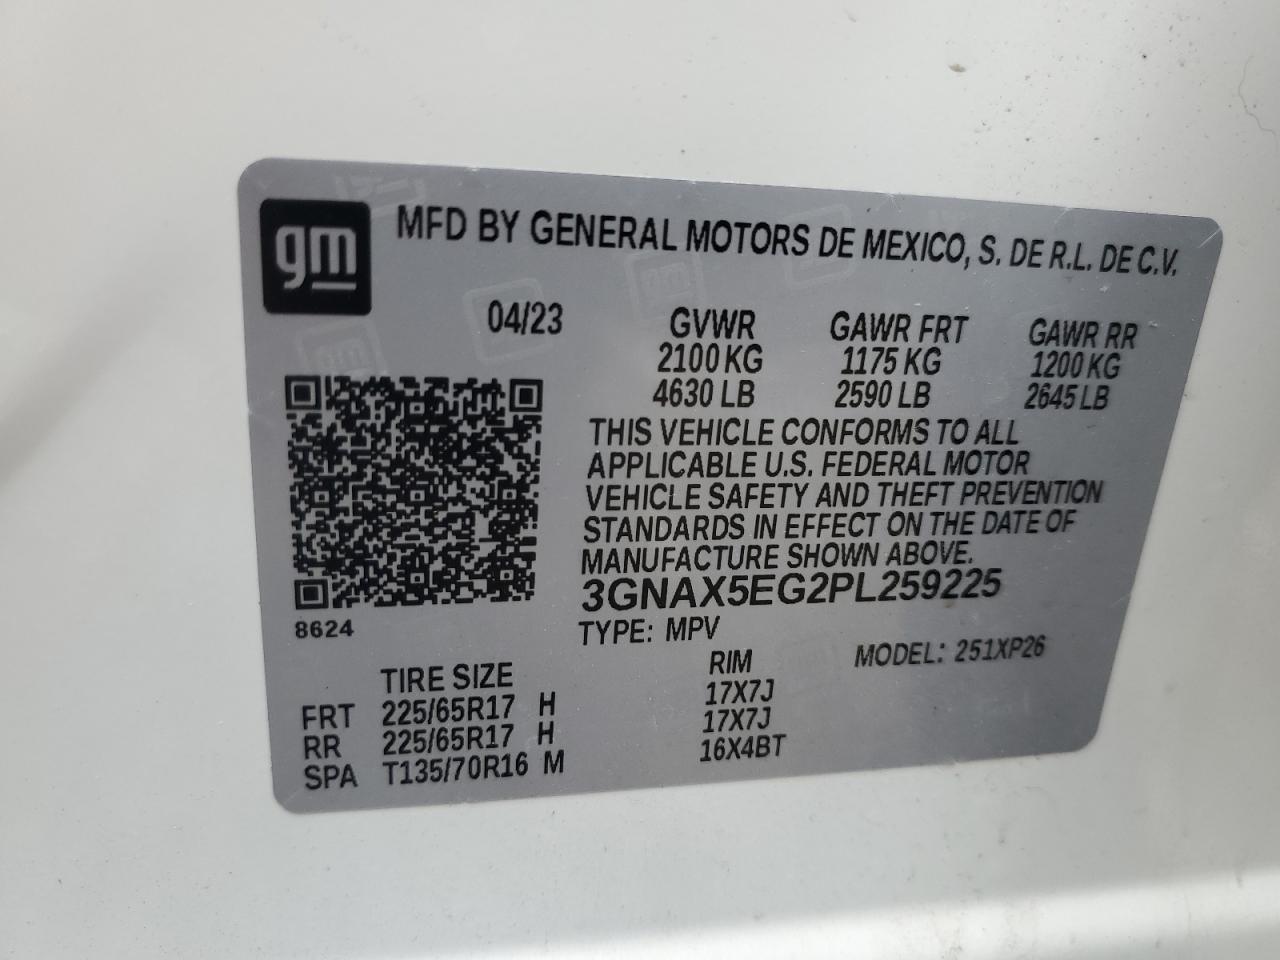 gm
MFD BY GENERAL MOTORS DE MEXICO, S. DE R.L. DE C.V.
04/23 GVWR GAWR FRT GAWR RR
2100 KG 1175 KG 1200 KG
4630 LB 2590 LB 2645 LB
THIS VEHICLE CONFORMS TO ALL
APPLICABLE U.S. FEDERAL MOTOR
VEHICLE SAFETY AND THEFT PREVENTION
STANDARDS IN EFFECT ON THE DATE OF
MANUFACTURE SHOWN ABOVE.
3GNAX5EG2PL259225
8624
TYPE: MPV MODEL: 251XP26
TIRE SIZE RIM
FRT 225/65R17 H 17X7J
RR 225/65R17 H 17X7J
SPA T135/70R16 M 16X4BT